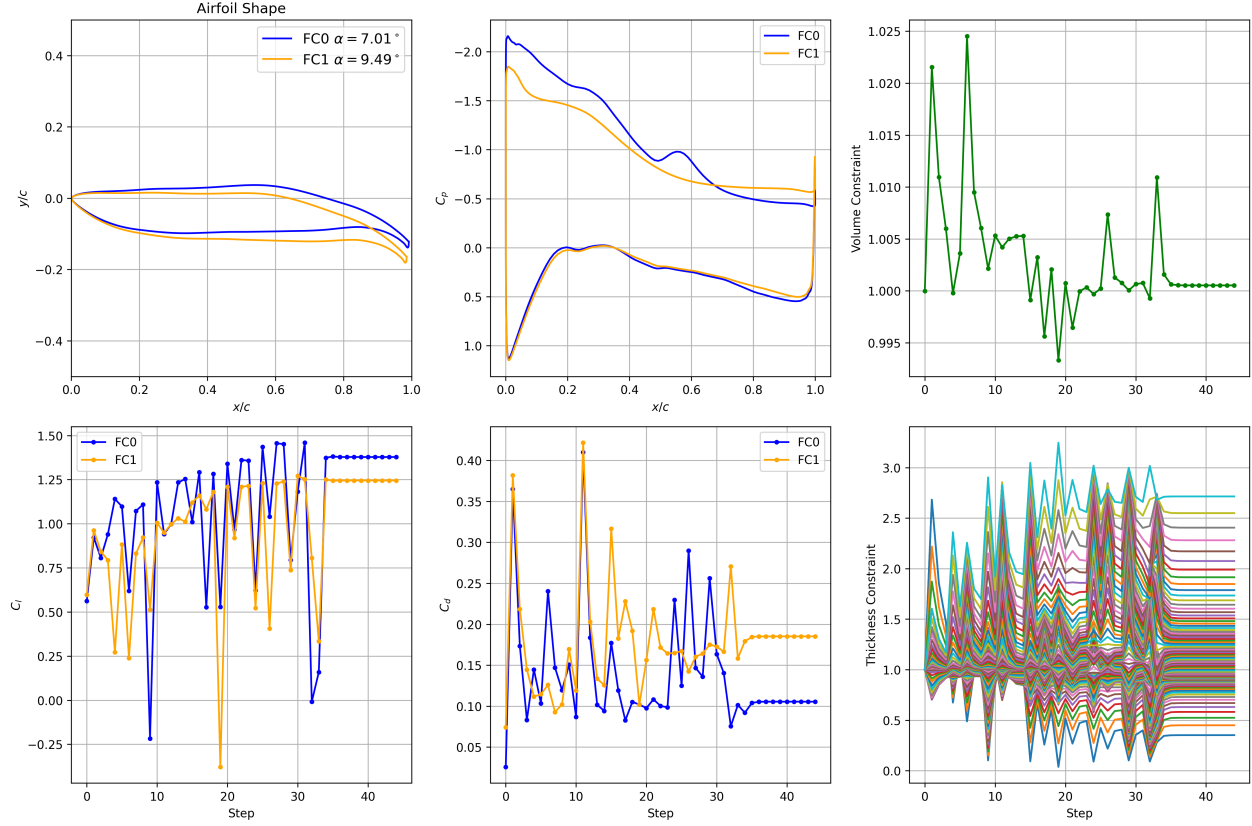 Airfoil Shape
FC0 α = 7.01°
FC1 α = 9.49°
0.4
0.2
0.0
−0.2
−0.4
y/c
0.0 0.2 0.4 0.6 0.8 1.0
x/c
FC0
FC1
−2.0
−1.5
−1.0
−0.5
0.0
0.5
1.0
Cp
0.0 0.2 0.4 0.6 0.8 1.0
x/c
1.025
1.020
1.015
1.010
1.005
1.000
0.995
Volume Constraint
0 10 20 30 40
FC0
FC1
1.50
1.25
1.00
0.75
0.50
0.25
0.00
−0.25
Cl
0 10 20 30 40
Step
FC0
FC1
0.40
0.35
0.30
0.25
0.20
0.15
0.10
0.05
Cd
0 10 20 30 40
Step
3.0
2.5
2.0
1.5
1.0
0.5
0.0
Thickness Constraint
0 10 20 30 40
Step